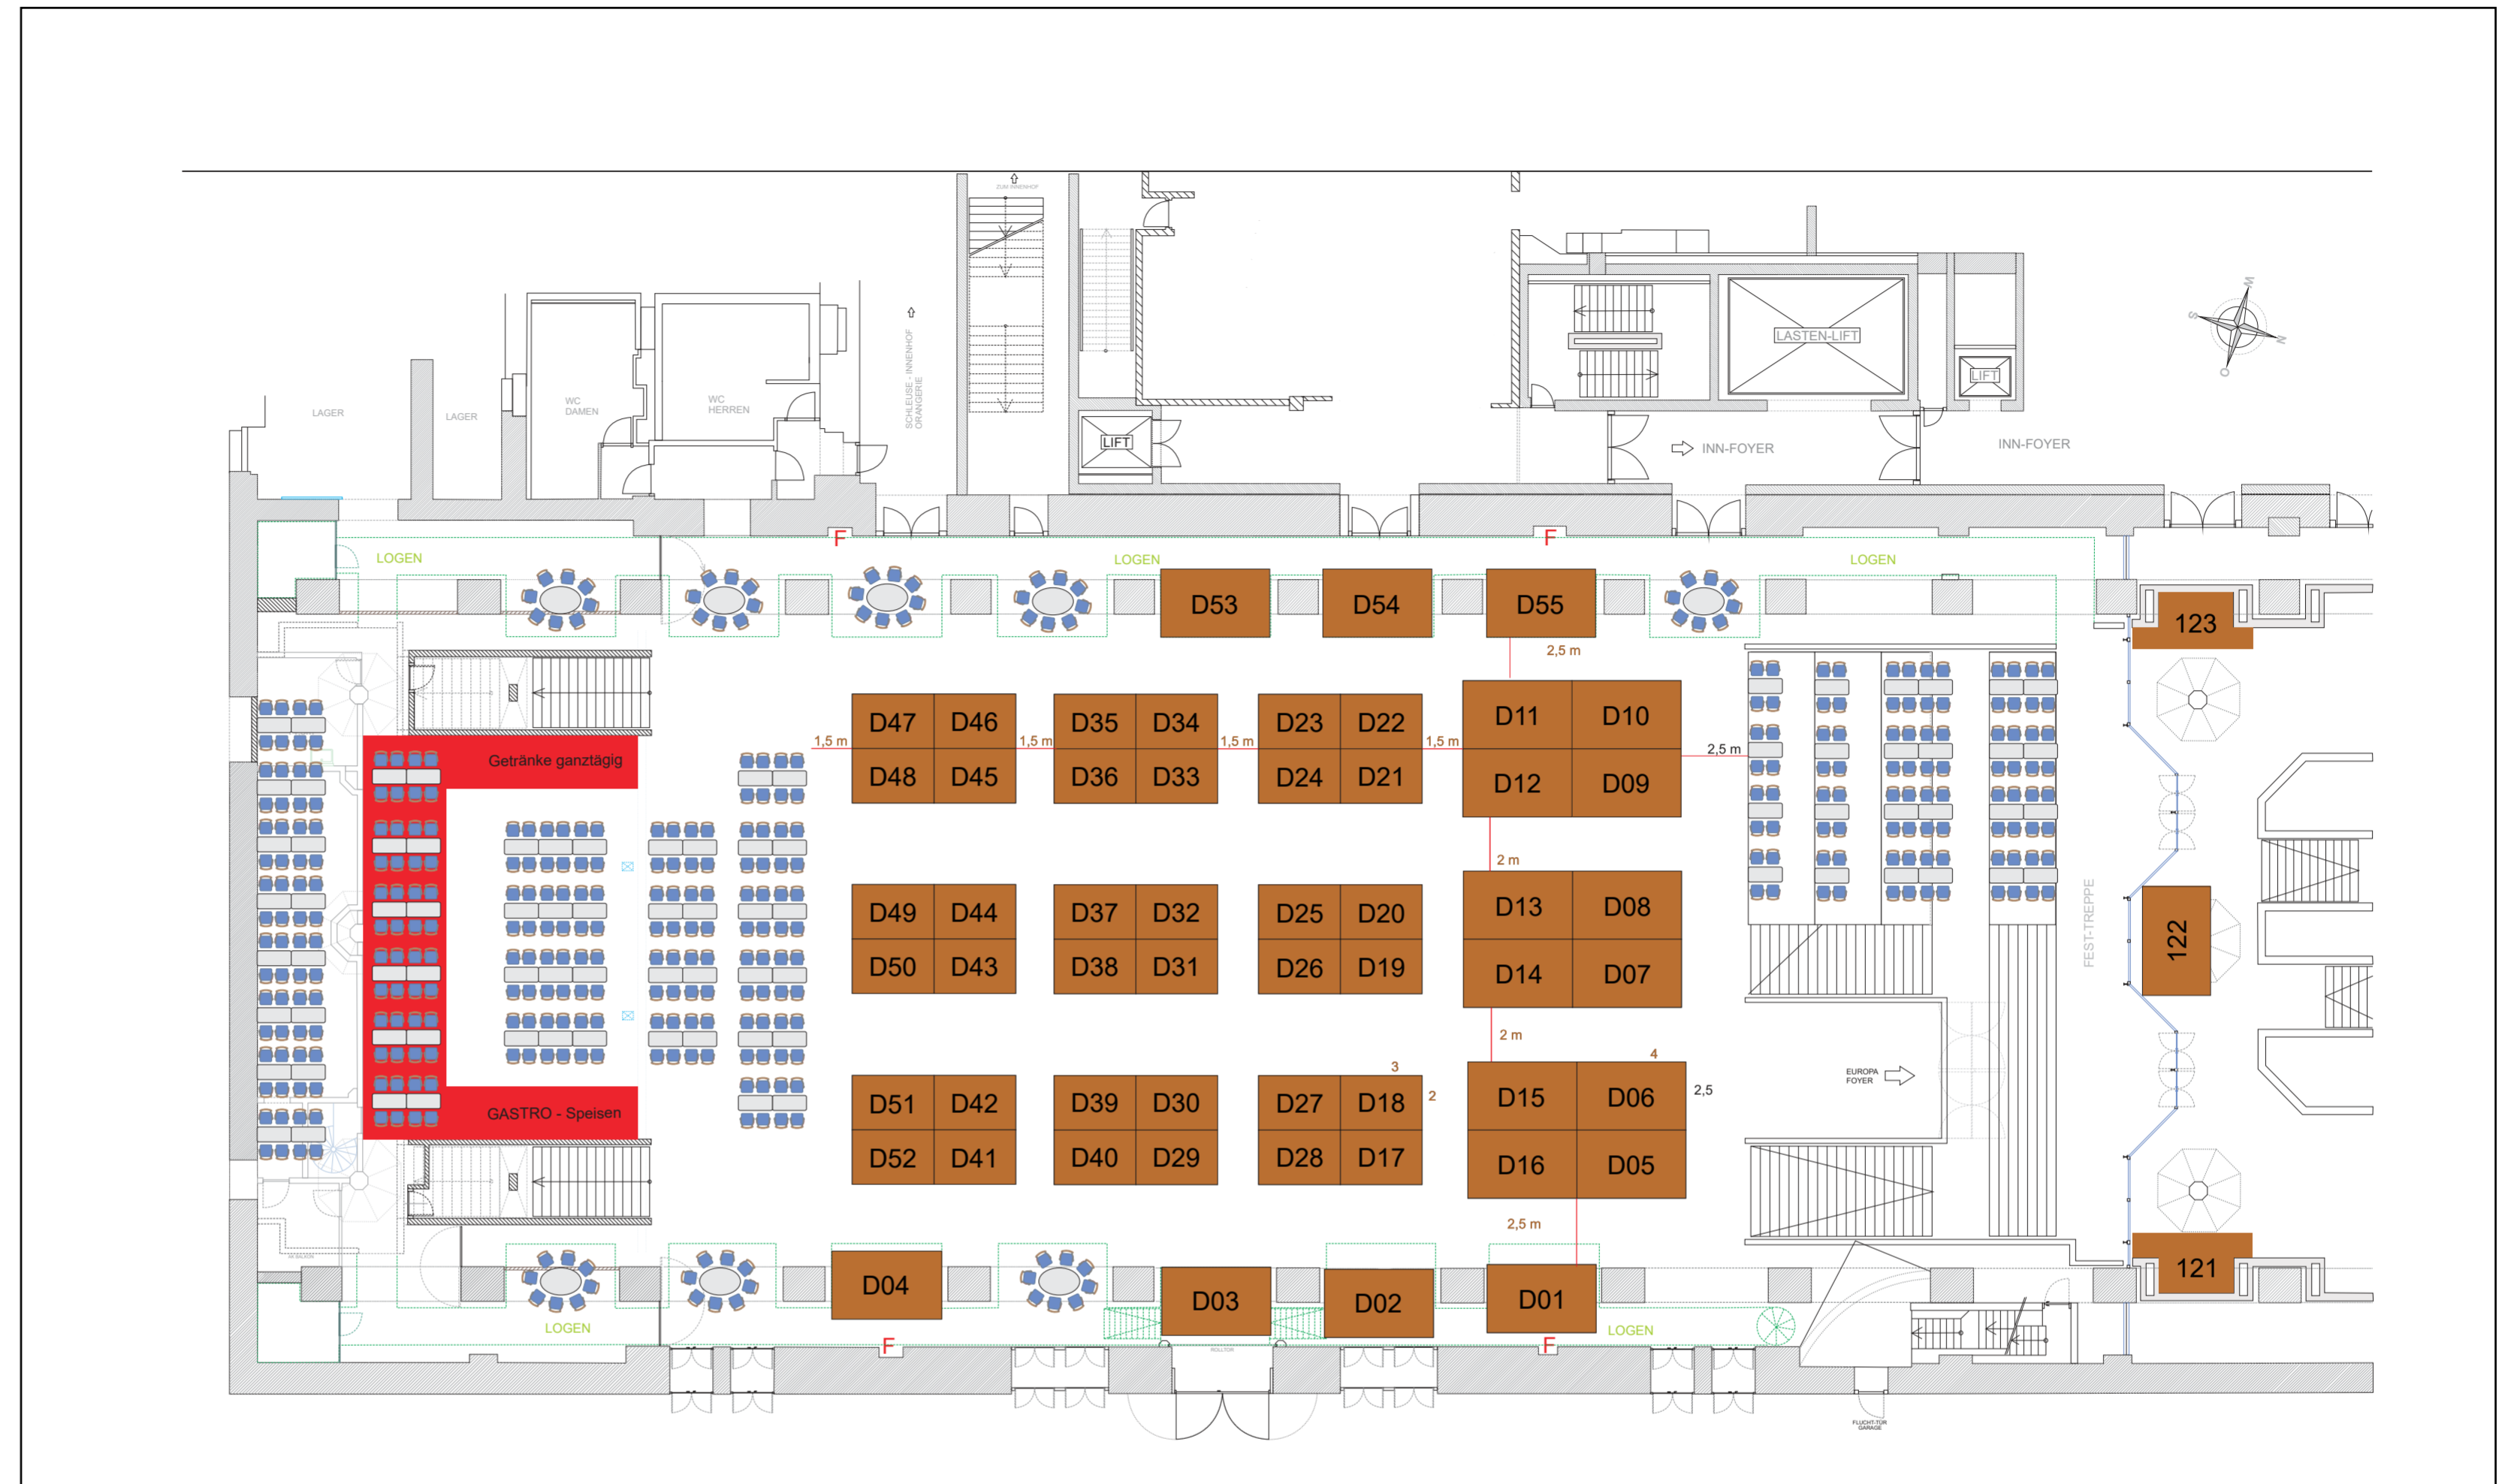 ZUM INNENHOF
SCHLEUSE - INNENHOF
ORANGERIE
LAGER
LAGER
WC
DAMEN
WC
HERREN
LIFT
LASTEN-LIFT
LIFT
INN-FOYER
INN-FOYER
S
N
O
F
F
LOGEN
LOGEN
LOGEN
D53
D54
D55
123
2,5 m
D47 D46
D48 D45
D35 D34
D36 D33
D23 D22
D24 D21
D11 D10
D12 D09
1,5 m
1,5 m
1,5 m
1,5 m
2,5 m
Getränke ganztägig
2 m
D49 D44
D50 D43
D37 D32
D38 D31
D25 D20
D26 D19
D13 D08
D14 D07
FEST-TREPPE
122
2 m
3
2
4
2,5
EUROPA
FOYER
GASTRO - Speisen
D51 D42
D52 D41
D39 D30
D40 D29
D27 D18
D28 D17
D15 D06
D16 D05
2,5 m
D04
D03
D02
D01
121
LOGEN
LOGEN
F
F
ROLLTOR
FLUCHT-TÜR
GARAGE